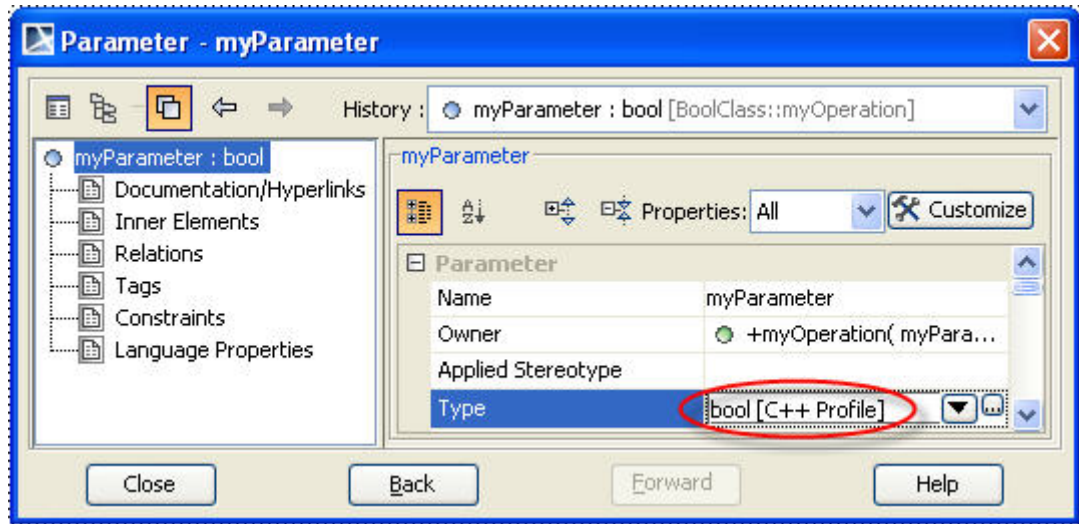 Parameter - myParameter
History : myParameter : bool [BoolClass::myOperation]
myParameter : bool
Documentation/Hyperlinks
Inner Elements
Relations
Tags
Constraints
Language Properties
myParameter
Properties: All Customize
Parameter
Name myParameter
Owner +myOperation( myPara...
Applied Stereotype
Type bool [C++ Profile] ...
Close Back Forward Help